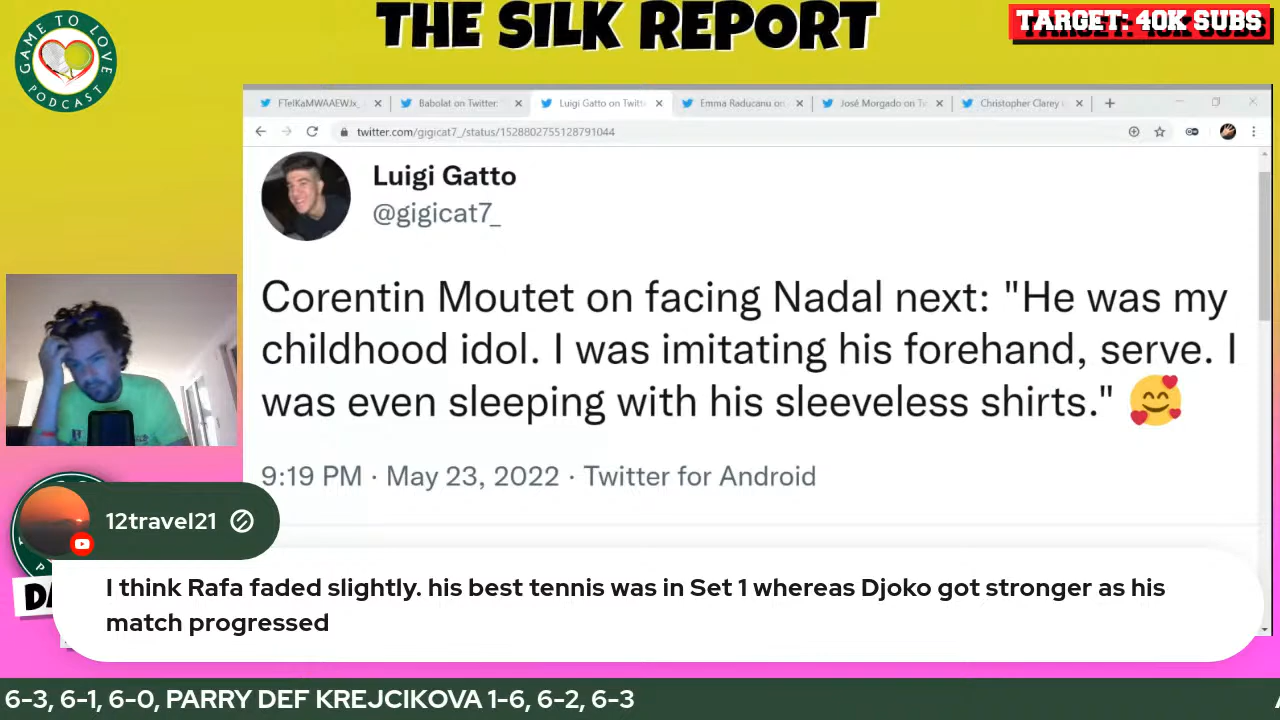 GAME TO LOVE
PODCAST
THE SILK REPORT
TARGET: 40K SUBS
FTeIKaMWAAEWJx_
Babolat on Twitter:
Luigi Gatto on Twitt
Emma Raducanu on
José Morgado on Tw
Christopher Clarey
twitter.com/gigicat7_/status/1528802755128791044
Luigi Gatto
@gigicat7_
Corentin Moutet on facing Nadal next: "He was my
childhood idol. I was imitating his forehand, serve. I
was even sleeping with his sleeveless shirts."
9:19 PM · May 23, 2022 · Twitter for Android
12travel21
I think Rafa faded slightly. his best tennis was in Set 1 whereas Djoko got stronger as his
match progressed
6-3, 6-1, 6-0, PARRY DEF KREJCIKOVA 1-6, 6-2, 6-3